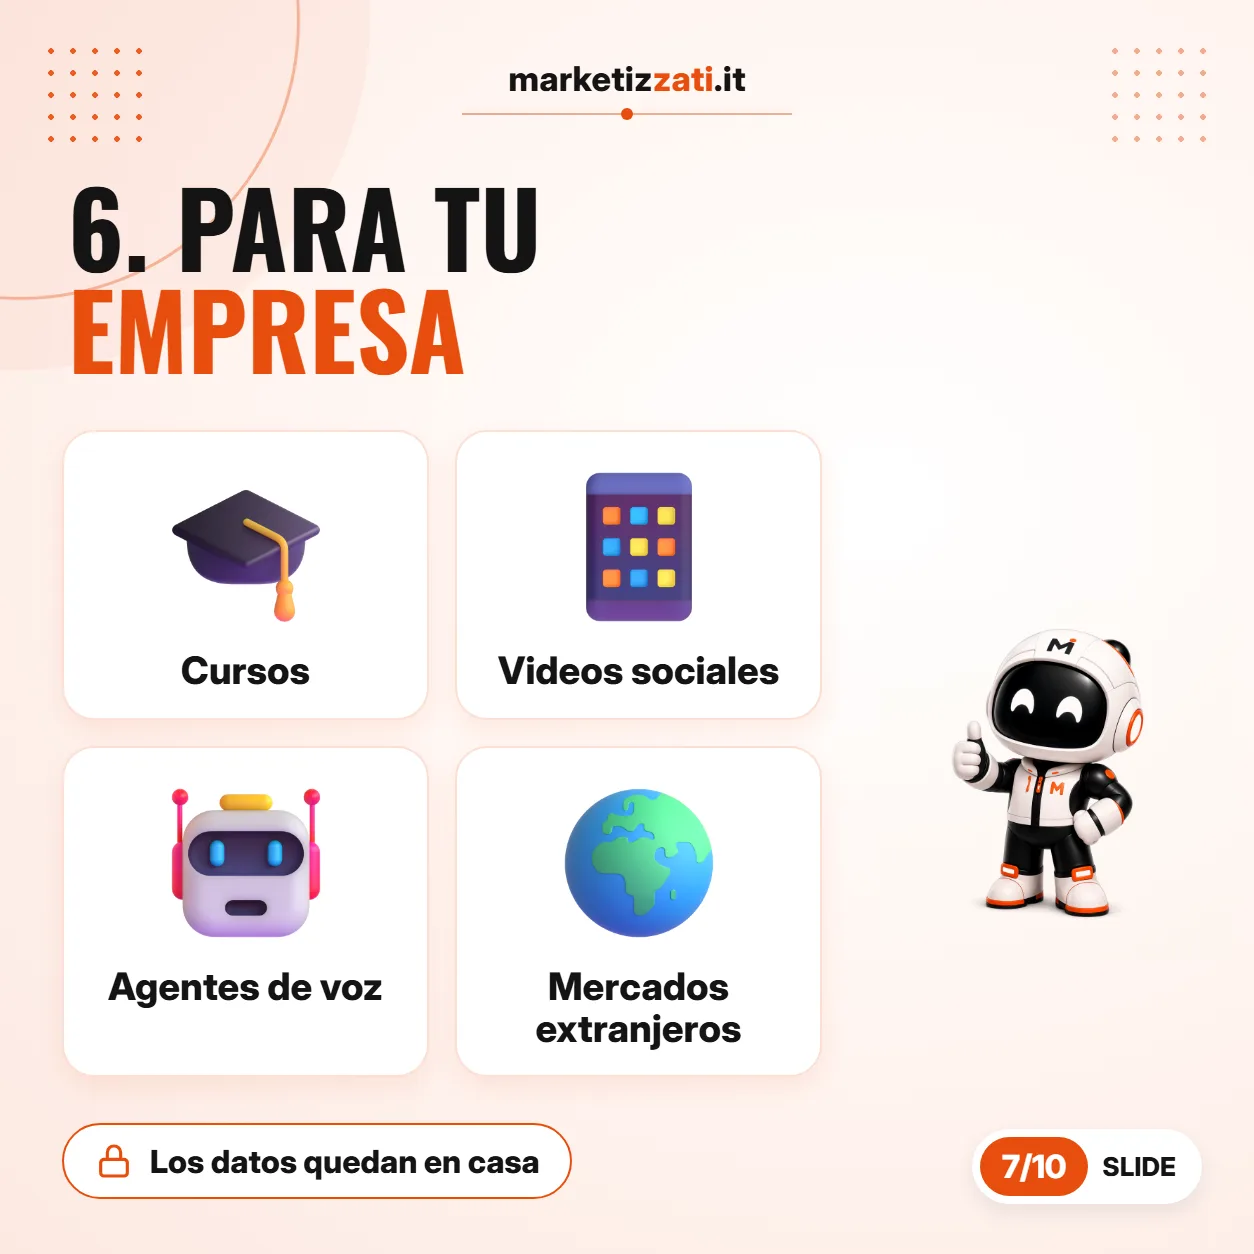 marketizzati.it
6. PARA TU
EMPRESA
Cursos
Videos sociales
Agentes de voz
Mercados
extranjeros
M
M
Los datos quedan en casa
7/10 SLIDE